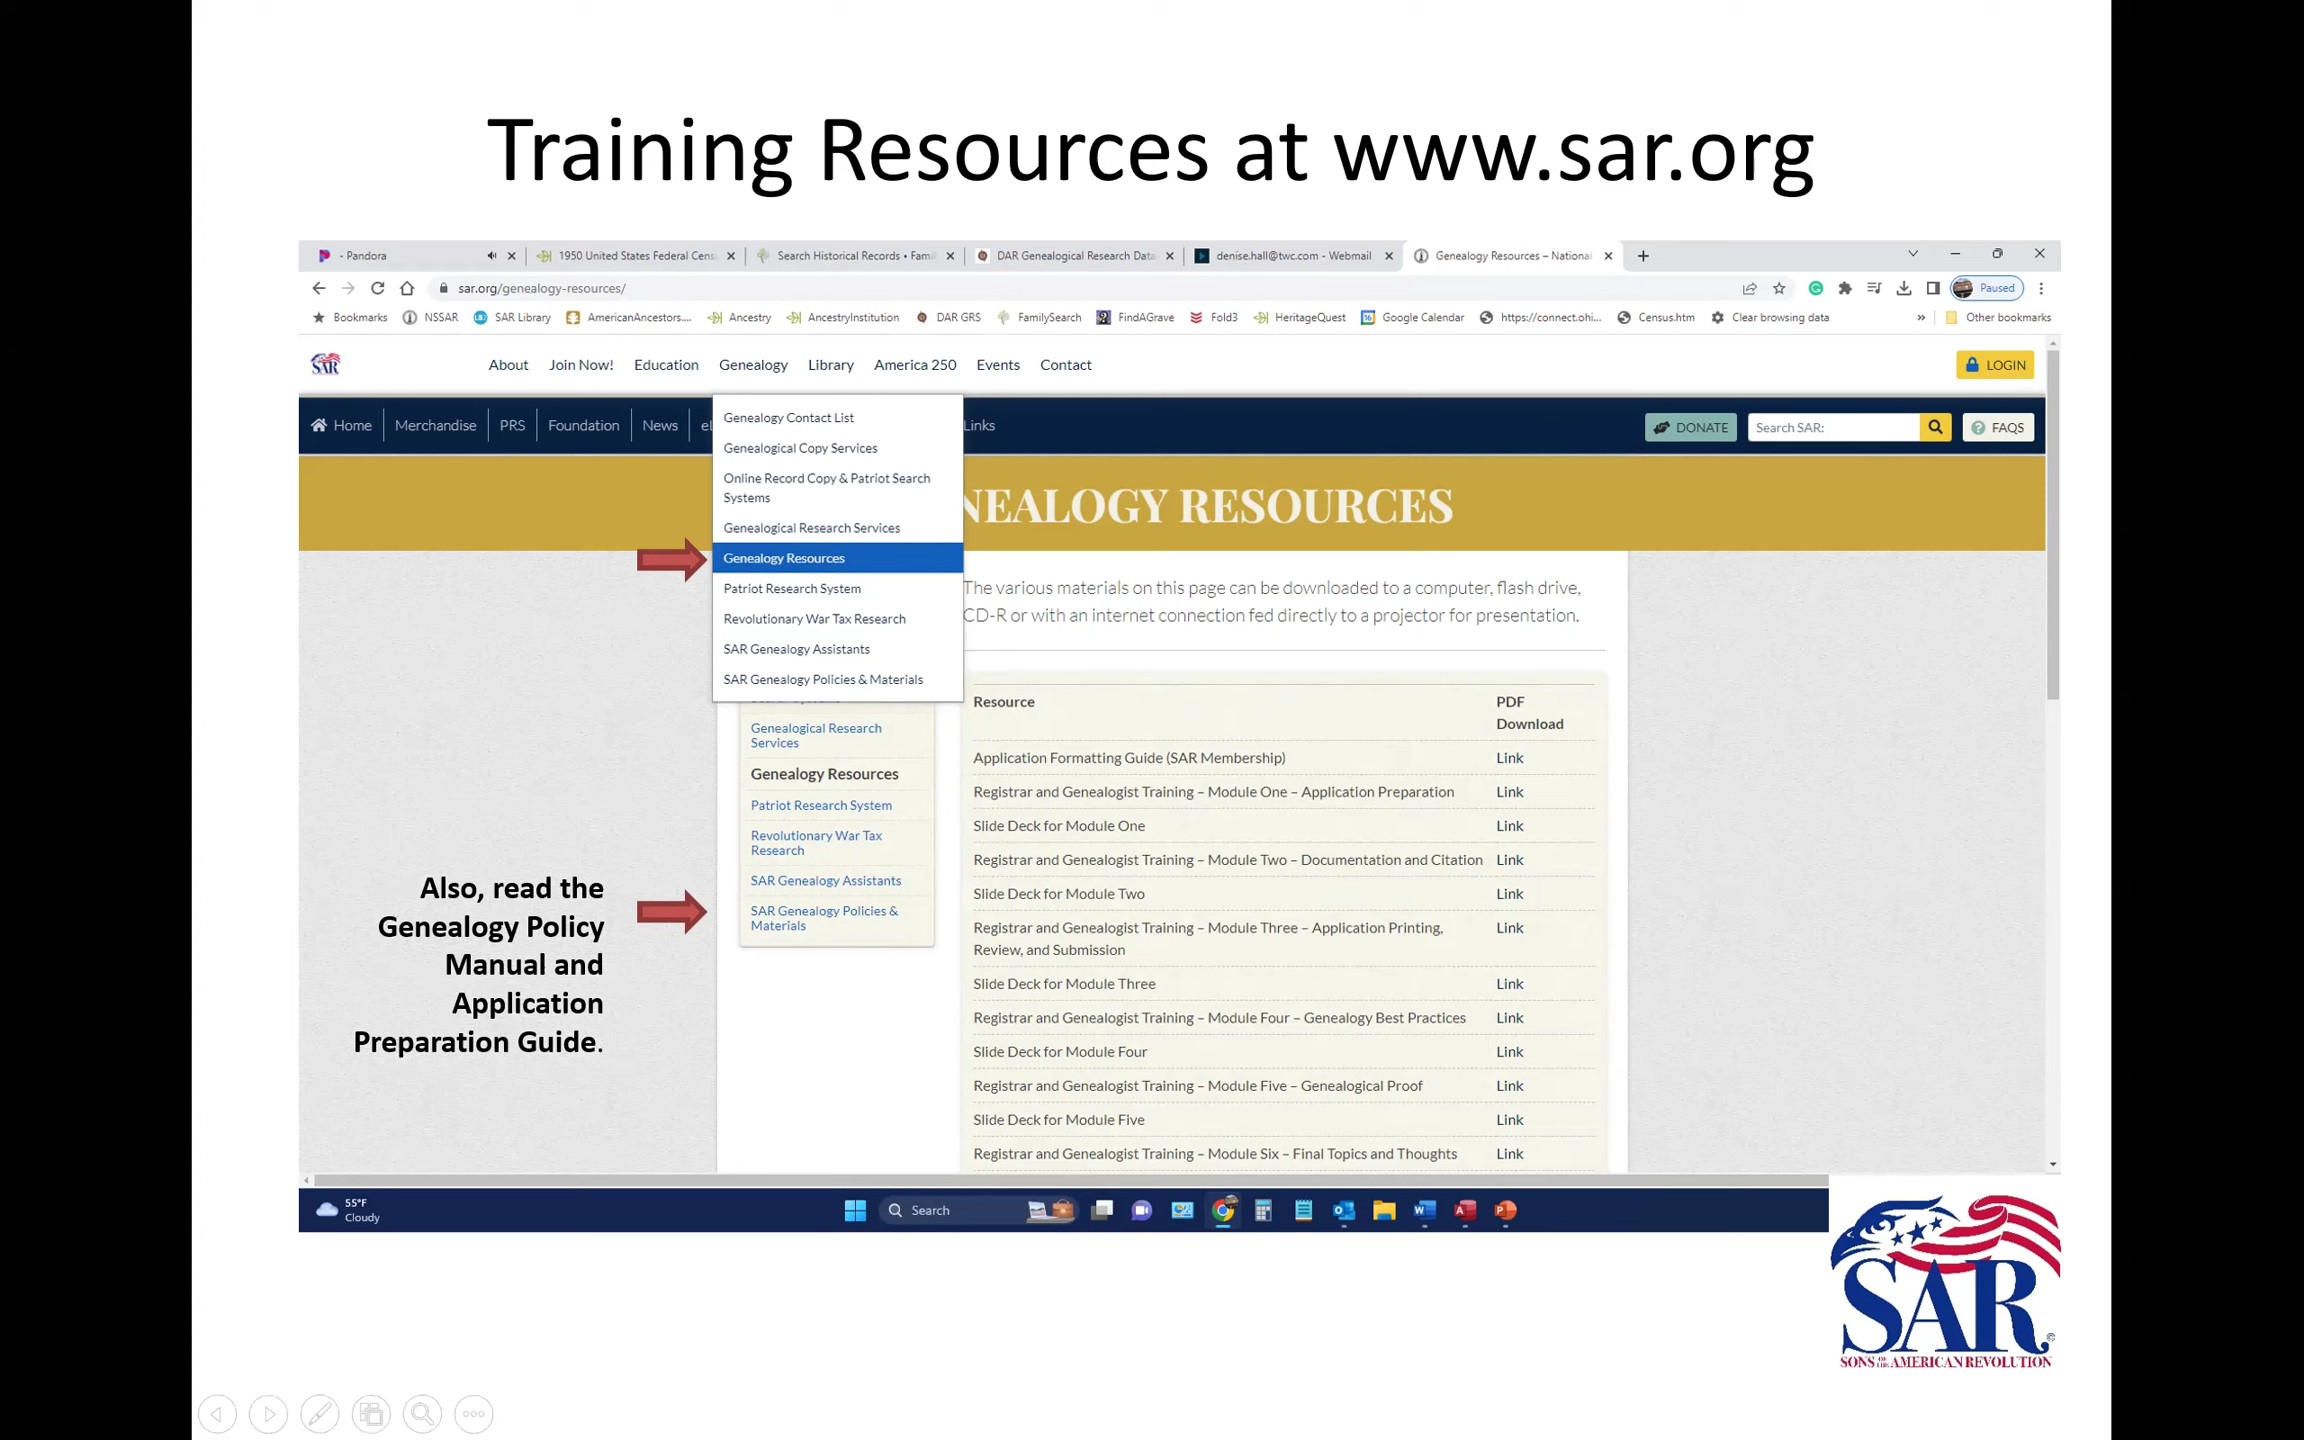 Training Resources at www.sar.org
- Pandora
1950 United States Federal Cens
Search Historical Records • Famil
DAR Genealogical Research Data
denise.hall@twc.com - Webmail
Genealogy Resources – National
sar.org/genealogy-resources/
Paused
Bookmarks
NSSAR
SAR Library
AmericanAncestors....
Ancestry
AncestryInstitution
DAR GRS
FamilySearch
FindAGrave
Fold3
HeritageQuest
16
Google Calendar
https://connect.ohi...
Census.htm
Clear browsing data
»
Other bookmarks
SAR
About
Join Now!
Education
Genealogy
Library
America 250
Events
Contact
LOGIN
Home
Merchandise
PRS
Foundation
News
Links
DONATE
Search SAR:
FAQS
Genealogy Contact List
Genealogical Copy Services
Online Record Copy & Patriot Search
Systems
Genealogical Research Services
Genealogy Resources
Patriot Research System
Revolutionary War Tax Research
SAR Genealogy Assistants
SAR Genealogy Policies & Materials
NEALOGY RESOURCES
The various materials on this page can be downloaded to a computer, flash drive,
CD-R or with an internet connection fed directly to a projector for presentation.
Genealogical Research
Services
Genealogy Resources
Patriot Research System
Revolutionary War Tax
Research
SAR Genealogy Assistants
SAR Genealogy Policies &
Materials
Also, read the
Genealogy Policy
Manual and
Application
Preparation Guide.
Resource
PDF
Download
Application Formatting Guide (SAR Membership) Link
Registrar and Genealogist Training – Module One – Application Preparation Link
Slide Deck for Module One Link
Registrar and Genealogist Training – Module Two – Documentation and Citation Link
Slide Deck for Module Two Link
Registrar and Genealogist Training – Module Three – Application Printing, Link
Review, and Submission
Slide Deck for Module Three Link
Registrar and Genealogist Training – Module Four – Genealogy Best Practices Link
Slide Deck for Module Four Link
Registrar and Genealogist Training – Module Five – Genealogical Proof Link
Slide Deck for Module Five Link
Registrar and Genealogist Training – Module Six – Final Topics and Thoughts Link
55°F
Cloudy
Search
SAR
©
SONS OF THE AMERICAN REVOLUTION